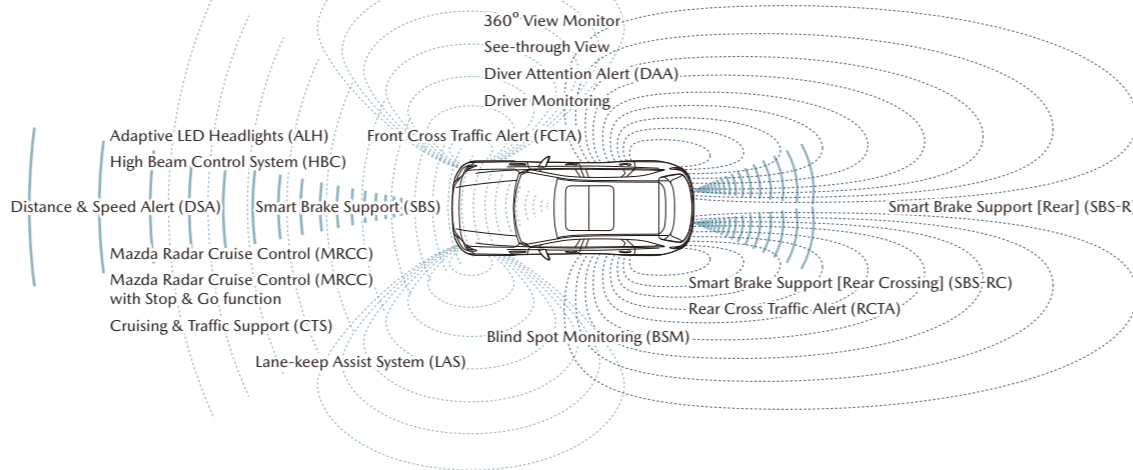 360° View Monitor
See-through View
Diver Attention Alert (DAA)
Driver Monitoring
Adaptive LED Headlights (ALH)
Front Cross Traffic Alert (FCTA)
High Beam Control System (HBC)
Distance & Speed Alert (DSA)
Smart Brake Support (SBS)
Smart Brake Support [Rear] (SBS-R)
Mazda Radar Cruise Control (MRCC)
Mazda Radar Cruise Control (MRCC)
with Stop & Go function
Smart Brake Support [Rear Crossing] (SBS-RC)
Rear Cross Traffic Alert (RCTA)
Cruising & Traffic Support (CTS)
Blind Spot Monitoring (BSM)
Lane-keep Assist System (LAS)